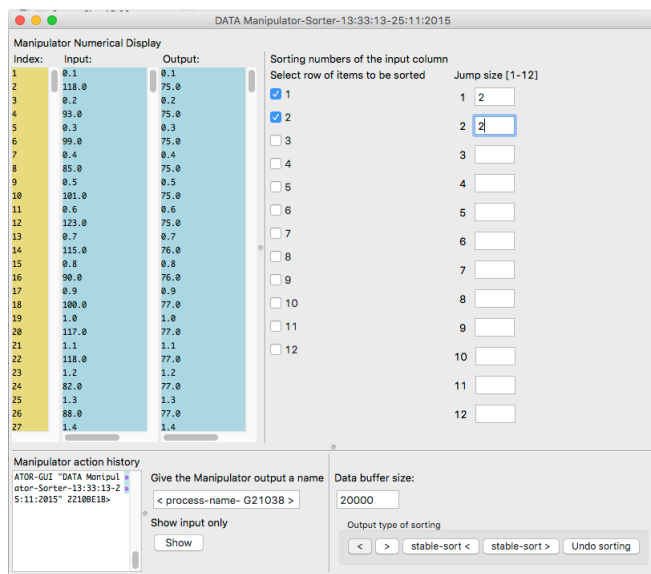 DATA Manipulator-Sorter-13:33:13-25:11:2015
Manipulator Numerical Display
Index: Input: Output:
1 0.1 0.1
2 118.0 75.0
3 0.2 0.2
4 93.0 75.0
5 0.3 0.3
6 99.0 75.0
7 0.4 0.4
8 85.0 75.0
9 0.5 0.5
10 101.0 75.0
11 0.6 0.6
12 123.0 75.0
13 0.7 0.7
14 115.0 76.0
15 0.8 0.8
16 90.0 76.0
17 0.9 0.9
18 100.0 77.0
19 1.0 1.0
20 117.0 77.0
21 1.1 1.1
22 118.0 77.0
23 1.2 1.2
24 82.0 77.0
25 1.3 1.3
26 88.0 77.0
27 1.4 1.4
Sorting numbers of the input column
Select row of items to be sorted Jump size [1-12]
1 1 2
2 2 2
3 3
4 4
5 5
6 6
7 7
8 8
9 9
10 10
11 11
12 12
Manipulator action history
ATOR-GUI "DATA Manipul
ator-Sorter-13:33:13-2
5:11:2015" 2210BE1B>
Give the Manipulator output a name
< process-name- G21038 >
Show input only
Show
Data buffer size:
20000
Output type of sorting
< > stable-sort < stable-sort > Undo sorting